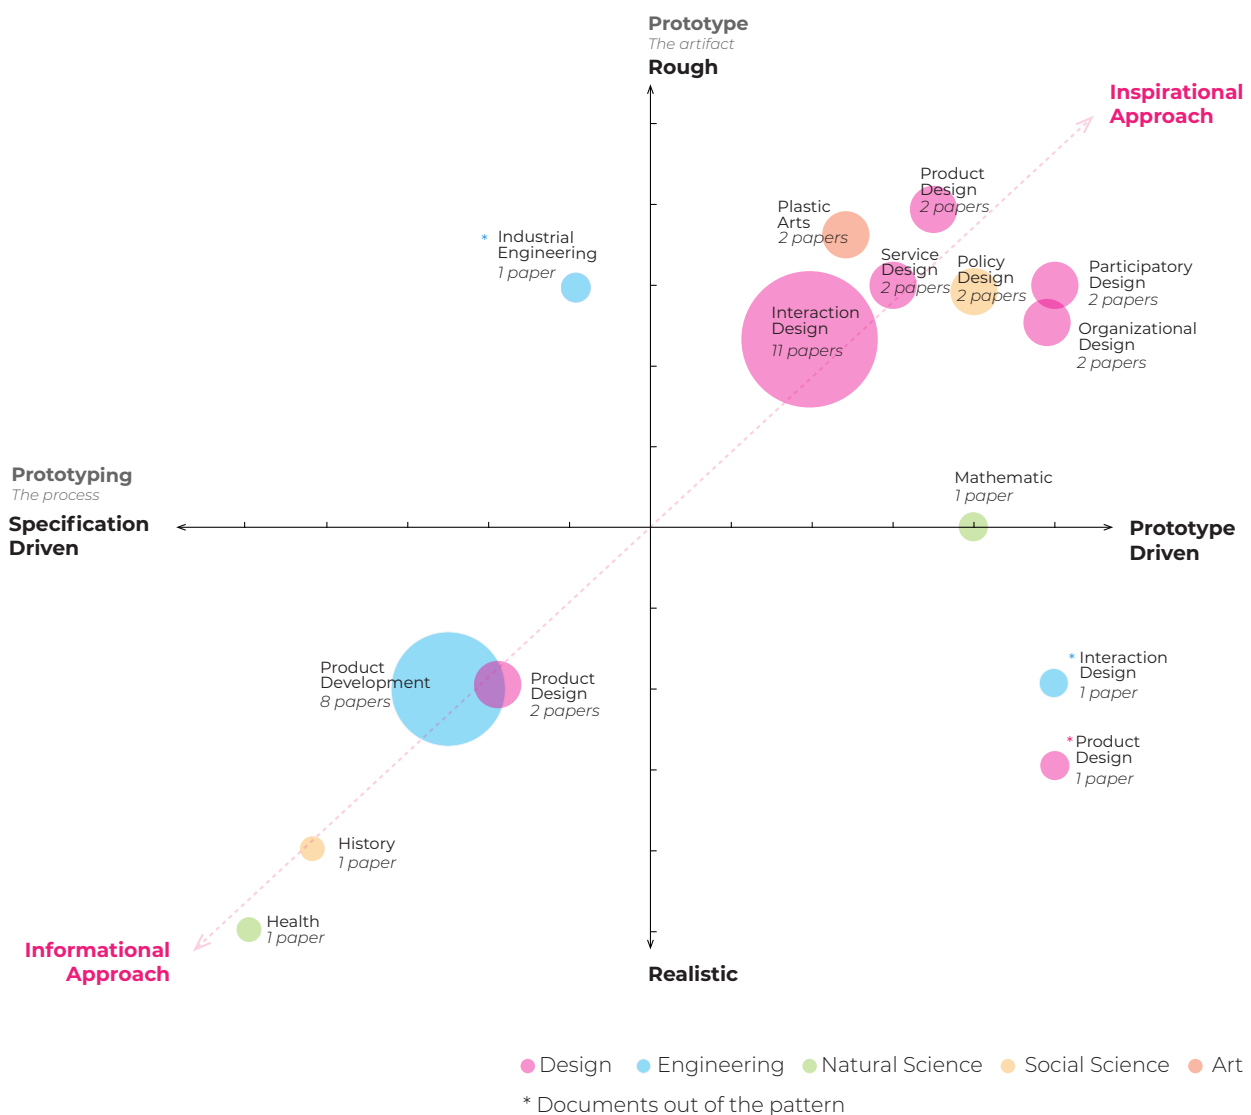 Prototype
The artifact
Rough
Inspirational
Approach
Product
Design
2 papers
Plastic
Arts
2 papers
* Industrial
Engineering
1 paper
Service
Design
2 papers
Policy
Design
2 papers
Participatory
Design
2 papers
Interaction
Design
11 papers
Organizational
Design
2 papers
Prototyping
The process
Specification
Driven
Mathematic
1 paper
Prototype
Driven
Product
Development
8 papers
Product
Design
2 papers
* Interaction
Design
1 paper
* Product
Design
1 paper
History
1 paper
Health
1 paper
Informational
Approach
Realistic
Design
Engineering
Natural Science
Social Science
Art
* Documents out of the pattern